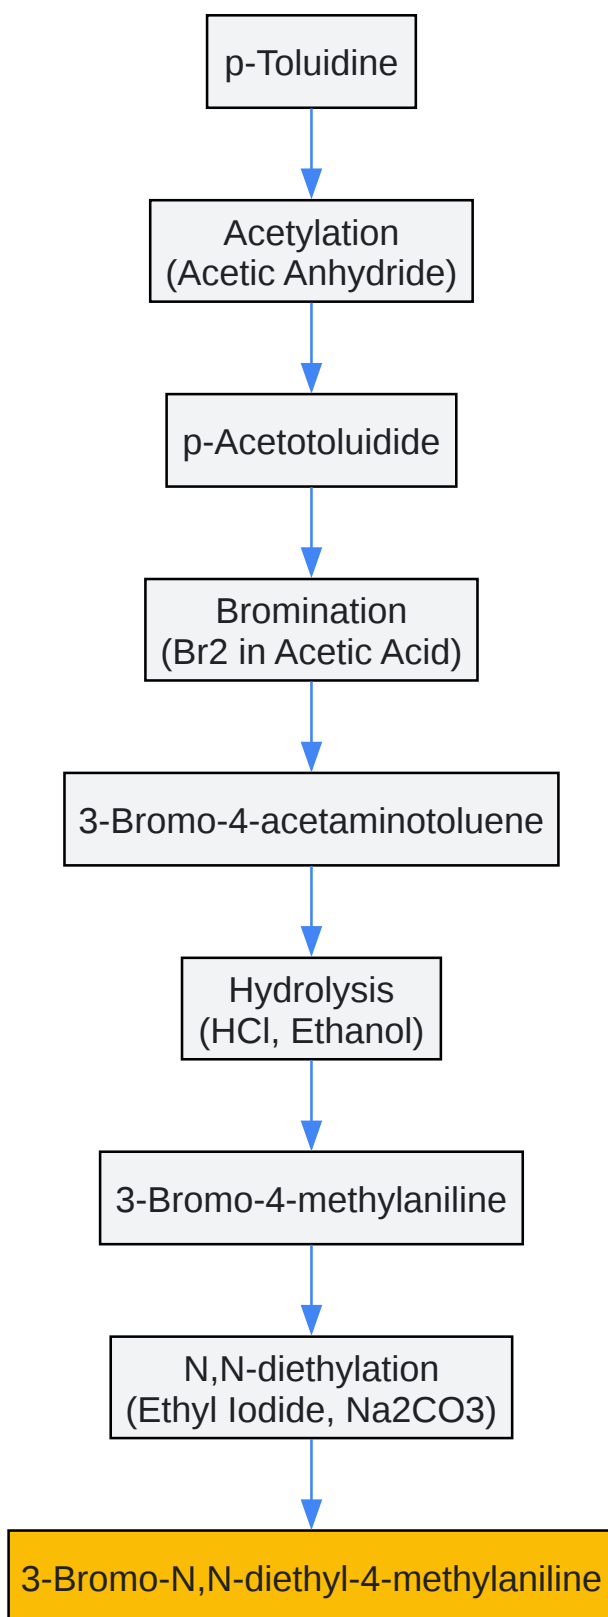 p-Toluidine
Acetylation
(Acetic Anhydride)
p-Acetotoluidide
Bromination
(Br2 in Acetic Acid)
3-Bromo-4-acetaminotoluene
Hydrolysis
(HCl, Ethanol)
3-Bromo-4-methylaniline
N,N-diethylation
(Ethyl Iodide, Na2CO3)
3-Bromo-N,N-diethyl-4-methylaniline